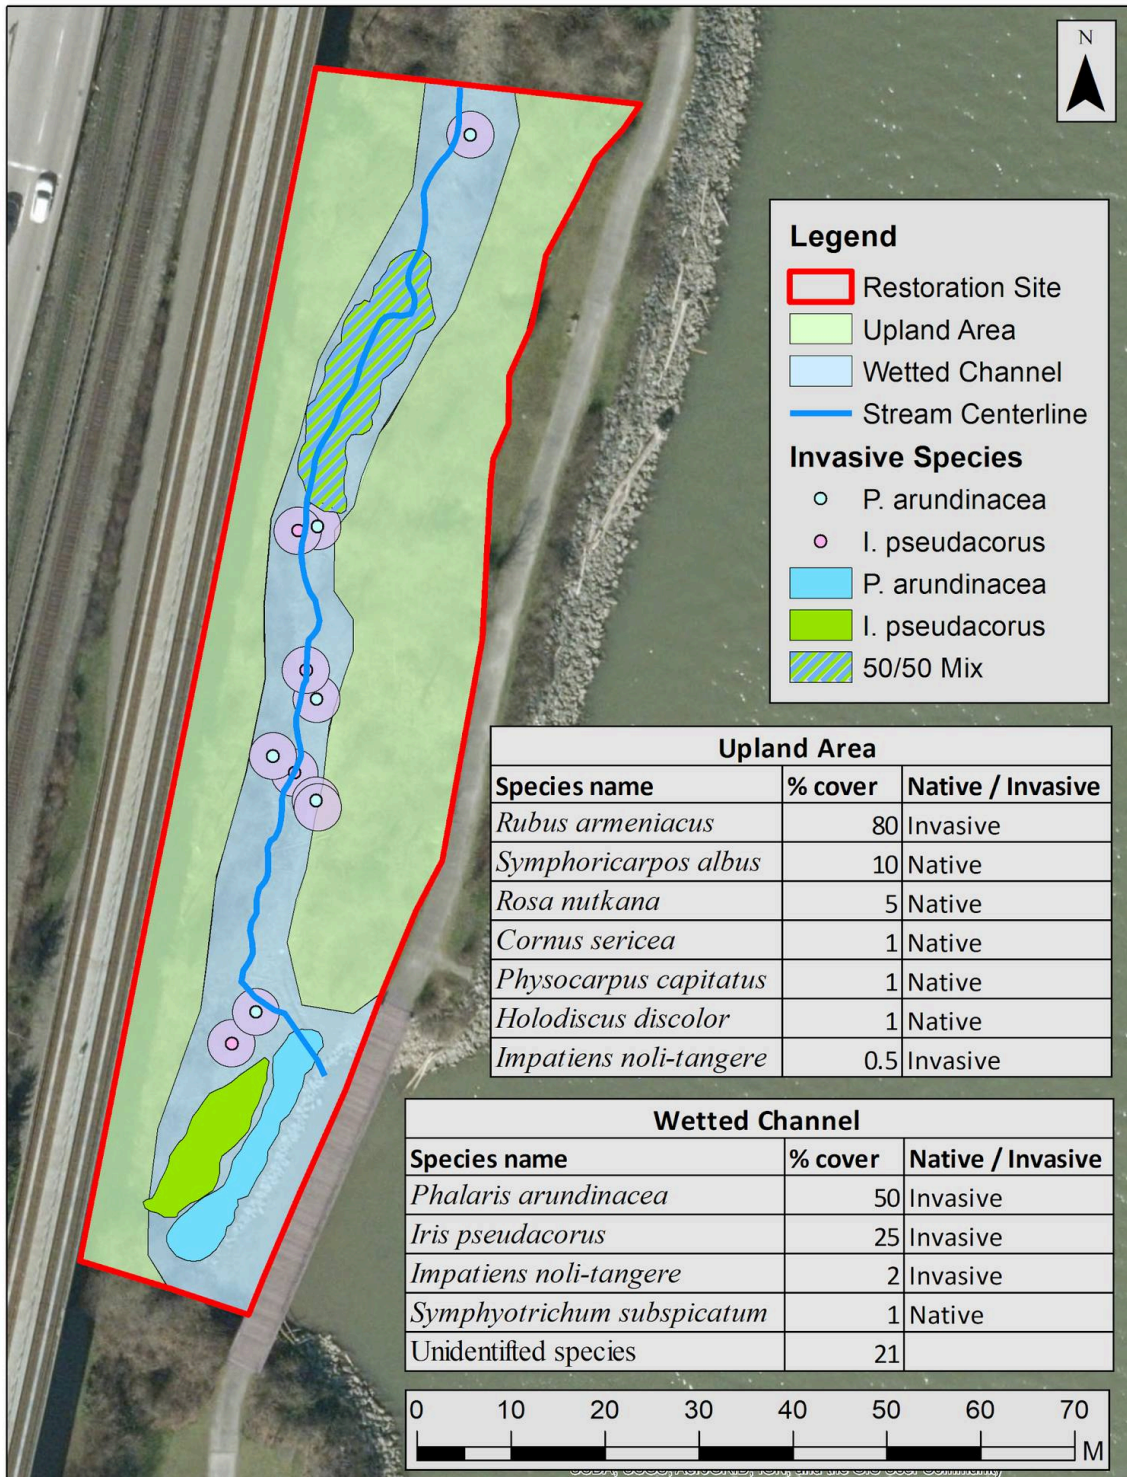 N
Legend
Restoration Site
Upland Area
Wetted Channel
Stream Centerline
Invasive Species
P. arundinacea
I. pseudacorus
P. arundinacea
I. pseudacorus
50/50 Mix
Upland Area
Species name % cover Native / Invasive
Rubus armeniacus 80 Invasive
Symphoricarpos albus 10 Native
Rosa nutkana 5 Native
Cornus sericea 1 Native
Physocarpus capitatus 1 Native
Holodiscus discolor 1 Native
Impatiens noli-tangere 0.5 Invasive
Wetted Channel
Species name % cover Native / Invasive
Phalaris arundinacea 50 Invasive
Iris pseudacorus 25 Invasive
Impatiens noli-tangere 2 Invasive
Symphyotrichum subspicatum 1 Native
Unidentifted species 21
0 10 20 30 40 50 60 70
M